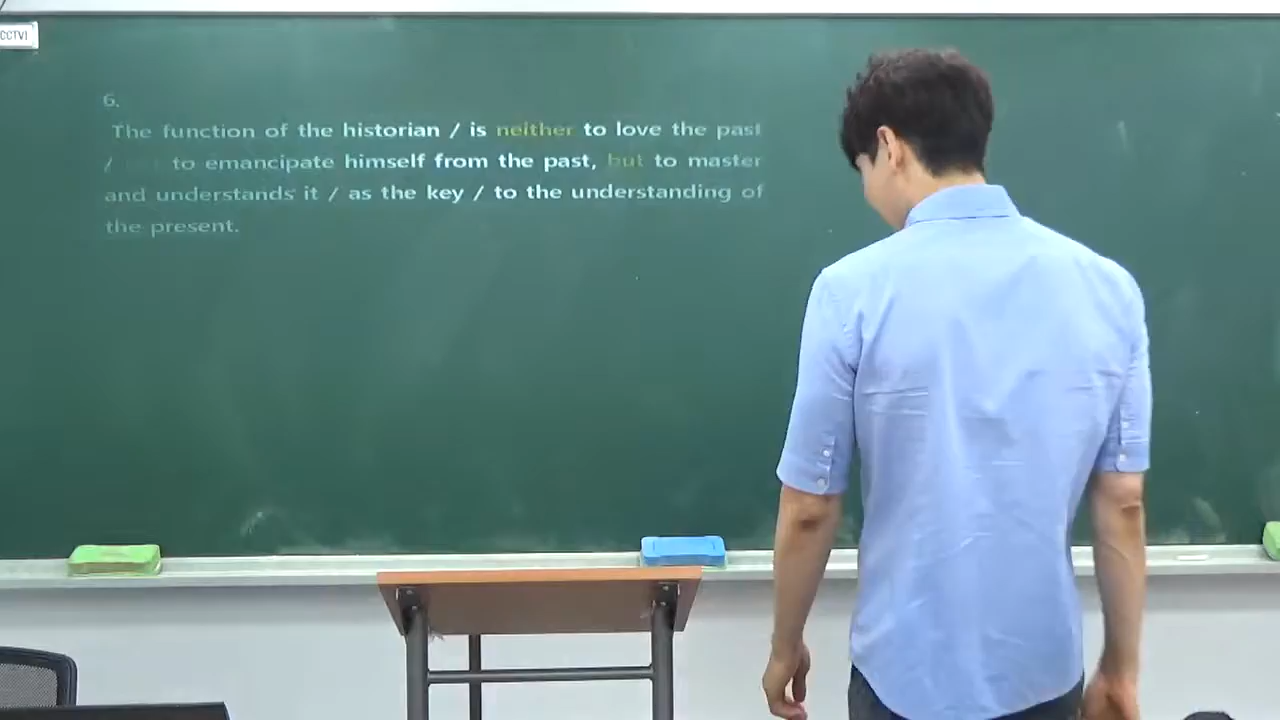 CCTV
6.
The function of the historian / is neither to love the past
/ to emancipate himself from the past, but to master
and understands it / as the key / to the understanding of
the present.